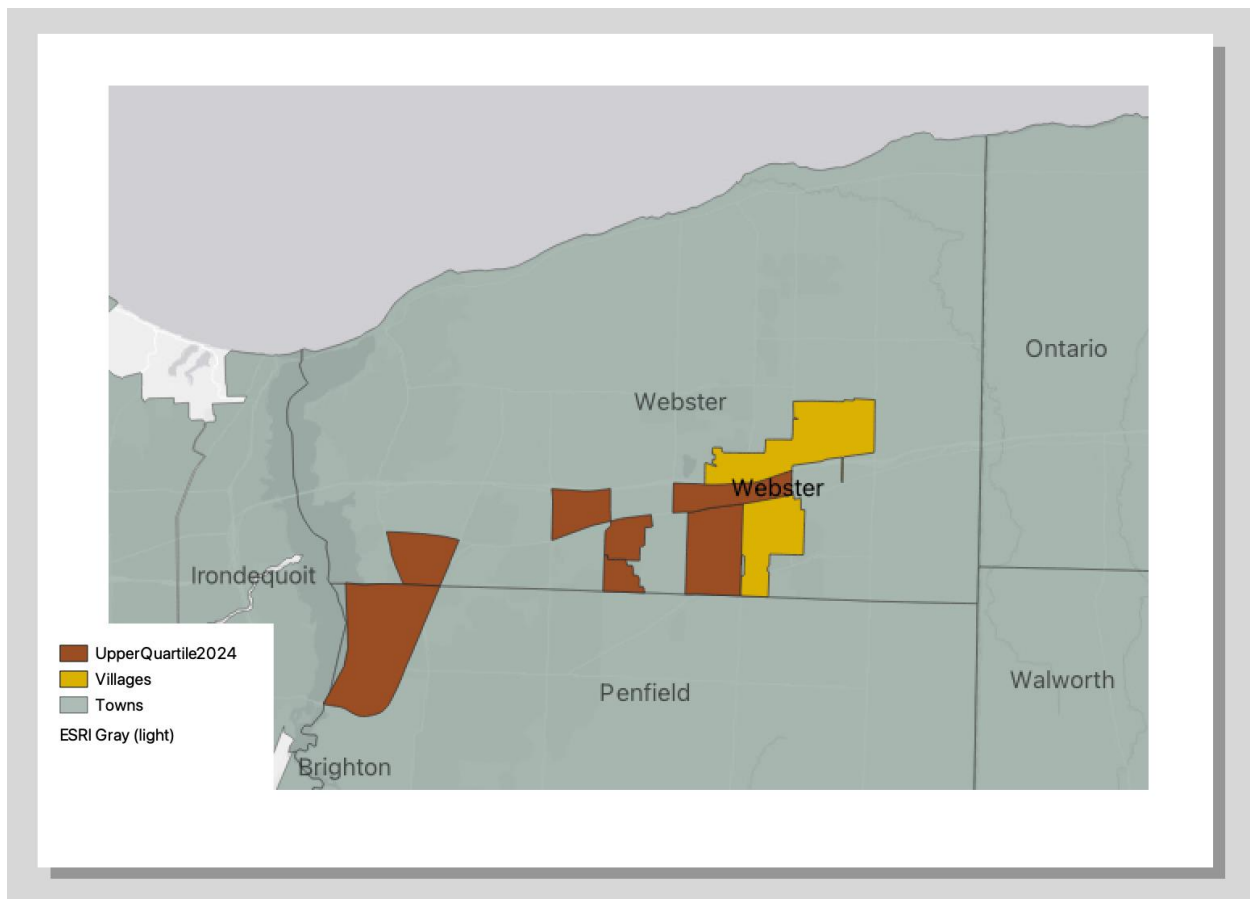 Ontario
Webster
Webster
Irondequoit
UpperQuartile2024
Villages
Towns
ESRI Gray (light)
Penfield
Walworth
Brighton